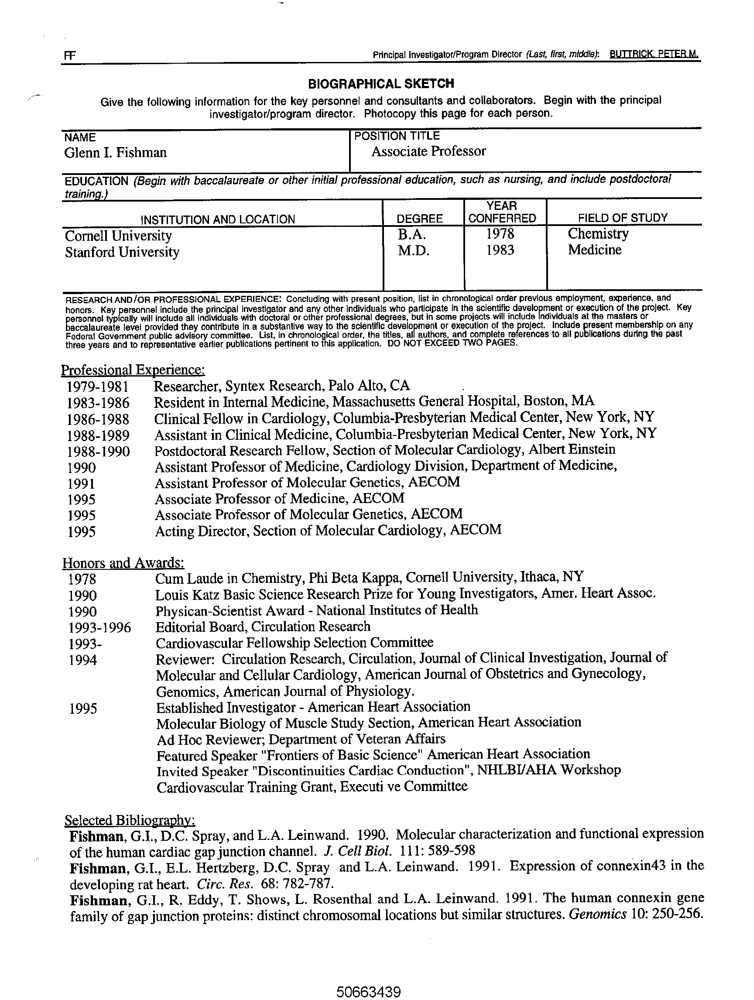 FF
Principal Investigator/Program Director (Last, first, middle): BUTTRICK, PETER M.
BIOGRAPHICAL SKETCH
Give the following information for the key personnel and consultants and collaborators. Begin with the principal
investigator/program director. Photocopy this page for each person.
NAME
Glenn I. Fishman
POSITION TITLE
Associate Professor
EDUCATION (Begin with baccalaureate or other initial professional education, such as nursing, and include postdoctoral
training.)
INSTITUTION AND LOCATION DEGREE YEAR CONFERRED FIELD OF STUDY
Cornell University B.A. 1978 Chemistry
Stanford University M.D. 1983 Medicine
RESEARCH AND/OR PROFESSIONAL EXPERIENCE: Concluding with present position, list in chronological order previous employment, experience, and
honors. Key personnel include the principal investigator and any other individuals who participate in the scientific development or execution of the project. Key
personnel typically will include all individuals with doctoral or other professional degrees, but in some projects will include individuals at the masters or
baccalaureate level provided they contribute in a substantive way to the scientific development or execution of the project. Include present membership on any
Federal Government public advisory committee. List, in chronological order, the titles, all authors, and complete references to all publications during the past
three years and to representative earlier publications pertinent to this application. DO NOT EXCEED TWO PAGES.
Professional Experience:
1979-1981 Researcher, Syntex Research, Palo Alto, CA
1983-1986 Resident in Internal Medicine, Massachusetts General Hospital, Boston, MA
1986-1988 Clinical Fellow in Cardiology, Columbia-Presbyterian Medical Center, New York, NY
1988-1989 Assistant in Clinical Medicine, Columbia-Presbyterian Medical Center, New York, NY
1988-1990 Postdoctoral Research Fellow, Section of Molecular Cardiology, Albert Einstein
1990 Assistant Professor of Medicine, Cardiology Division, Department of Medicine,
1991 Assistant Professor of Molecular Genetics, AECOM
1995 Associate Professor of Medicine, AECOM
1995 Associate Professor of Molecular Genetics, AECOM
1995 Acting Director, Section of Molecular Cardiology, AECOM
Honors and Awards:
1978 Cum Laude in Chemistry, Phi Beta Kappa, Cornell University, Ithaca, NY
1990 Louis Katz Basic Science Research Prize for Young Investigators, Amer. Heart Assoc.
1990 Physican-Scientist Award - National Institutes of Health
1993-1996 Editorial Board, Circulation Research
1993- Cardiovascular Fellowship Selection Committee
1994 Reviewer: Circulation Research, Circulation, Journal of Clinical Investigation, Journal of
Molecular and Cellular Cardiology, American Journal of Obstetrics and Gynecology,
Genomics, American Journal of Physiology.
1995 Established Investigator - American Heart Association
Molecular Biology of Muscle Study Section, American Heart Association
Ad Hoc Reviewer; Department of Veteran Affairs
Featured Speaker "Frontiers of Basic Science" American Heart Association
Invited Speaker "Discontinuities Cardiac Conduction", NHLBI/AHA Workshop
Cardiovascular Training Grant, Executi ve Committee
Selected Bibliography:
Fishman, G.I., D.C. Spray, and L.A. Leinwand. 1990. Molecular characterization and functional expression
of the human cardiac gap junction channel. J. Cell Biol. 111: 589-598
Fishman, G.I., E.L. Hertzberg, D.C. Spray and L.A. Leinwand. 1991. Expression of connexin43 in the
developing rat heart. Circ. Res. 68: 782-787.
Fishman, G.I., R. Eddy, T. Shows, L. Rosenthal and L.A. Leinwand. 1991. The human connexin gene
family of gap junction proteins: distinct chromosomal locations but similar structures. Genomics 10: 250-256.
50663439